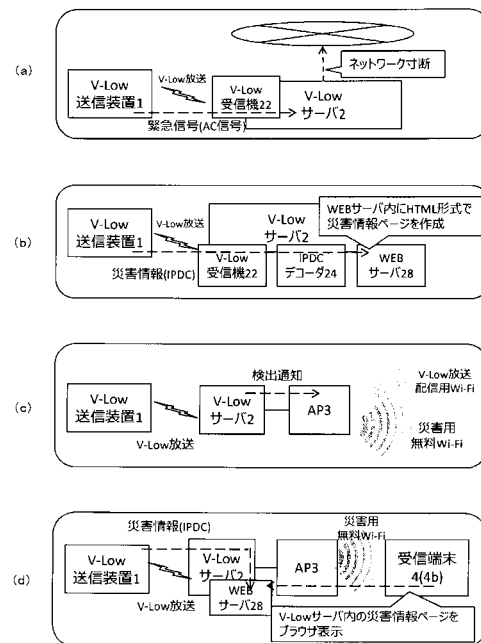 (a)
ネットワーク寸断
V-Low
送信装置1
V-Low放送
V-Low
受信機22
V-Low
サーバ2
緊急信号(AC信号)
(b)
V-Low
送信装置1
V-Low放送
V-Low
サーバ2
WEBサーバ内にHTML形式で
災害情報ページを作成
災害情報(IPDC)
V-Low
受信機22
IPDC
デコーダ24
WEB
サーバ28
(c)
V-Low
送信装置1
V-Low放送
V-Low
サーバ2
検出通知
AP3
V-Low放送
配信用Wi-Fi
災害用
無料Wi-Fi
(d)
災害情報(IPDC)
V-Low
送信装置1
V-Low放送
V-Low
サーバ2
WEB
サーバ28
AP3
災害用
無料Wi-Fi
受信端末
4(4b)
V-Lowサーバ内の災害情報ページを
ブラウザ表示